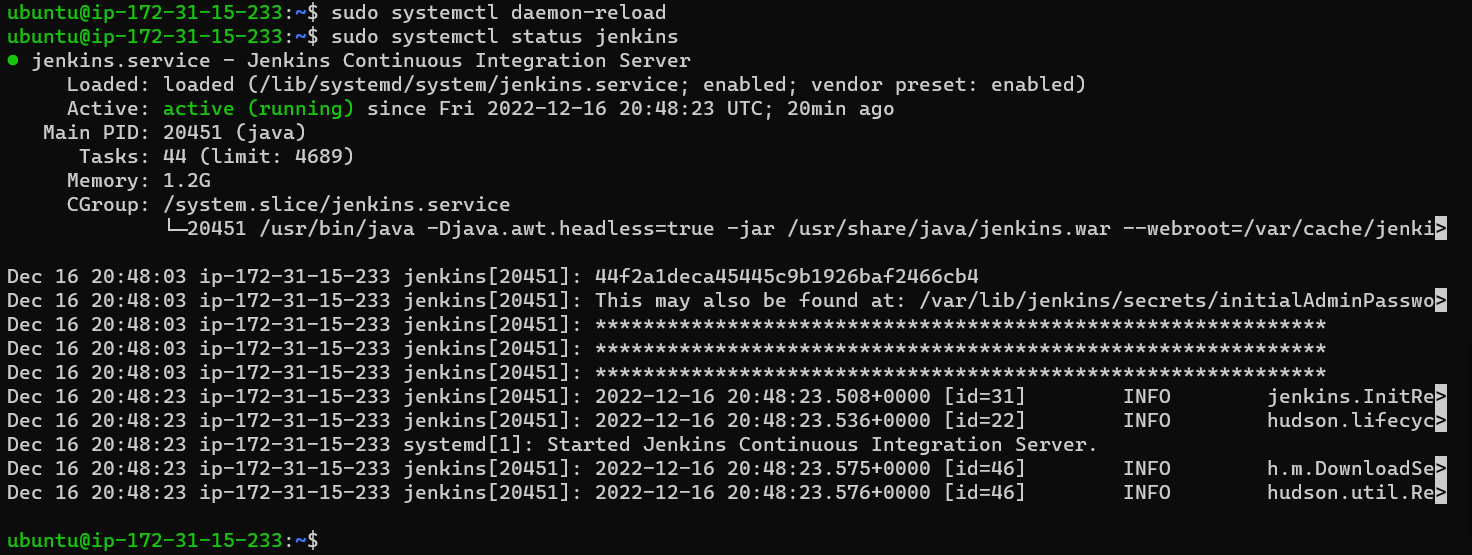 ubuntu@ip-172-31-15-233:~$ sudo systemctl daemon-reload
ubuntu@ip-172-31-15-233:~$ sudo systemctl status jenkins
● jenkins.service - Jenkins Continuous Integration Server
     Loaded: loaded (/lib/systemd/system/jenkins.service; enabled; vendor preset: enabled)
     Active: active (running) since Fri 2022-12-16 20:48:23 UTC; 20min ago
   Main PID: 20451 (java)
      Tasks: 44 (limit: 4689)
     Memory: 1.2G
     CGroup: /system.slice/jenkins.service
             └─20451 /usr/bin/java -Djava.awt.headless=true -jar /usr/share/java/jenkins.war --webroot=/var/cache/jenki>
Dec 16 20:48:03 ip-172-31-15-233 jenkins[20451]: 44f2a1deca45445c9b1926baf2466cb4
Dec 16 20:48:03 ip-172-31-15-233 jenkins[20451]: This may also be found at: /var/lib/jenkins/secrets/initialAdminPasswo>
Dec 16 20:48:03 ip-172-31-15-233 jenkins[20451]: *************************************************************
Dec 16 20:48:03 ip-172-31-15-233 jenkins[20451]: *************************************************************
Dec 16 20:48:03 ip-172-31-15-233 jenkins[20451]: *************************************************************
Dec 16 20:48:23 ip-172-31-15-233 jenkins[20451]: 2022-12-16 20:48:23.508+0000 [id=31]        INFO        jenkins.InitRe>
Dec 16 20:48:23 ip-172-31-15-233 jenkins[20451]: 2022-12-16 20:48:23.536+0000 [id=22]        INFO        hudson.lifecyc>
Dec 16 20:48:23 ip-172-31-15-233 systemd[1]: Started Jenkins Continuous Integration Server.
Dec 16 20:48:23 ip-172-31-15-233 jenkins[20451]: 2022-12-16 20:48:23.575+0000 [id=46]        INFO        h.m.DownloadSe>
Dec 16 20:48:23 ip-172-31-15-233 jenkins[20451]: 2022-12-16 20:48:23.576+0000 [id=46]        INFO        hudson.util.Re>
ubuntu@ip-172-31-15-233:~$